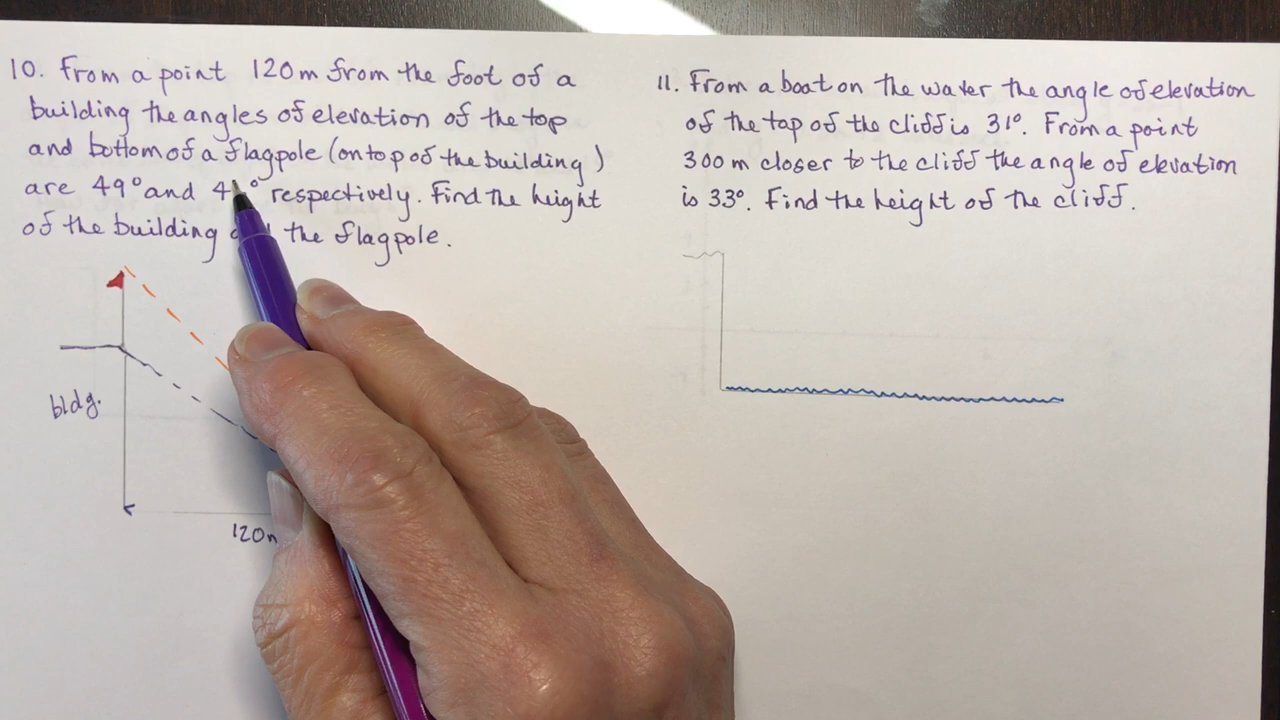 10. From a point 120m from the foot of a
building the angles of elevation of the top
and bottom of a flagpole (on top of the building)
are 49° and 4 ° respectively. Find the height
of the building the flagpole.
bldg.
120m
11. From a boat on the water the angle of elevation
of the top of the cliff is 31°. From a point
300 m closer to the cliff the angle of elevation
is 33°. Find the height of the cliff.